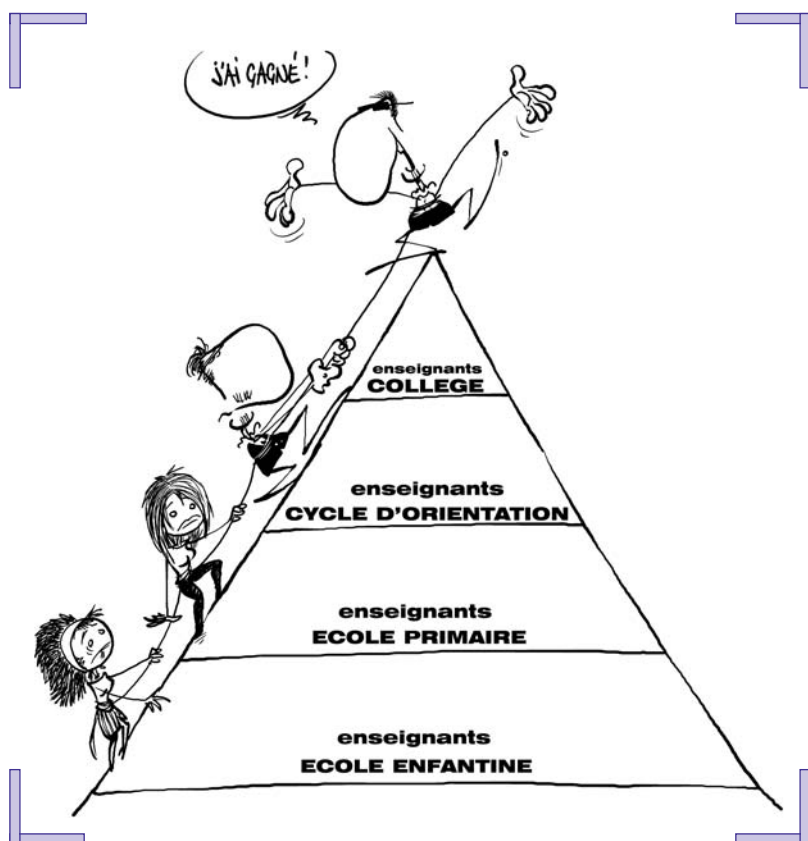 J'AI GAGNÉ!
enseignants
COLLEGE
enseignants
CYCLE D'ORIENTATION
enseignants
ECOLE PRIMAIRE
enseignants
ECOLE ENFANTINE